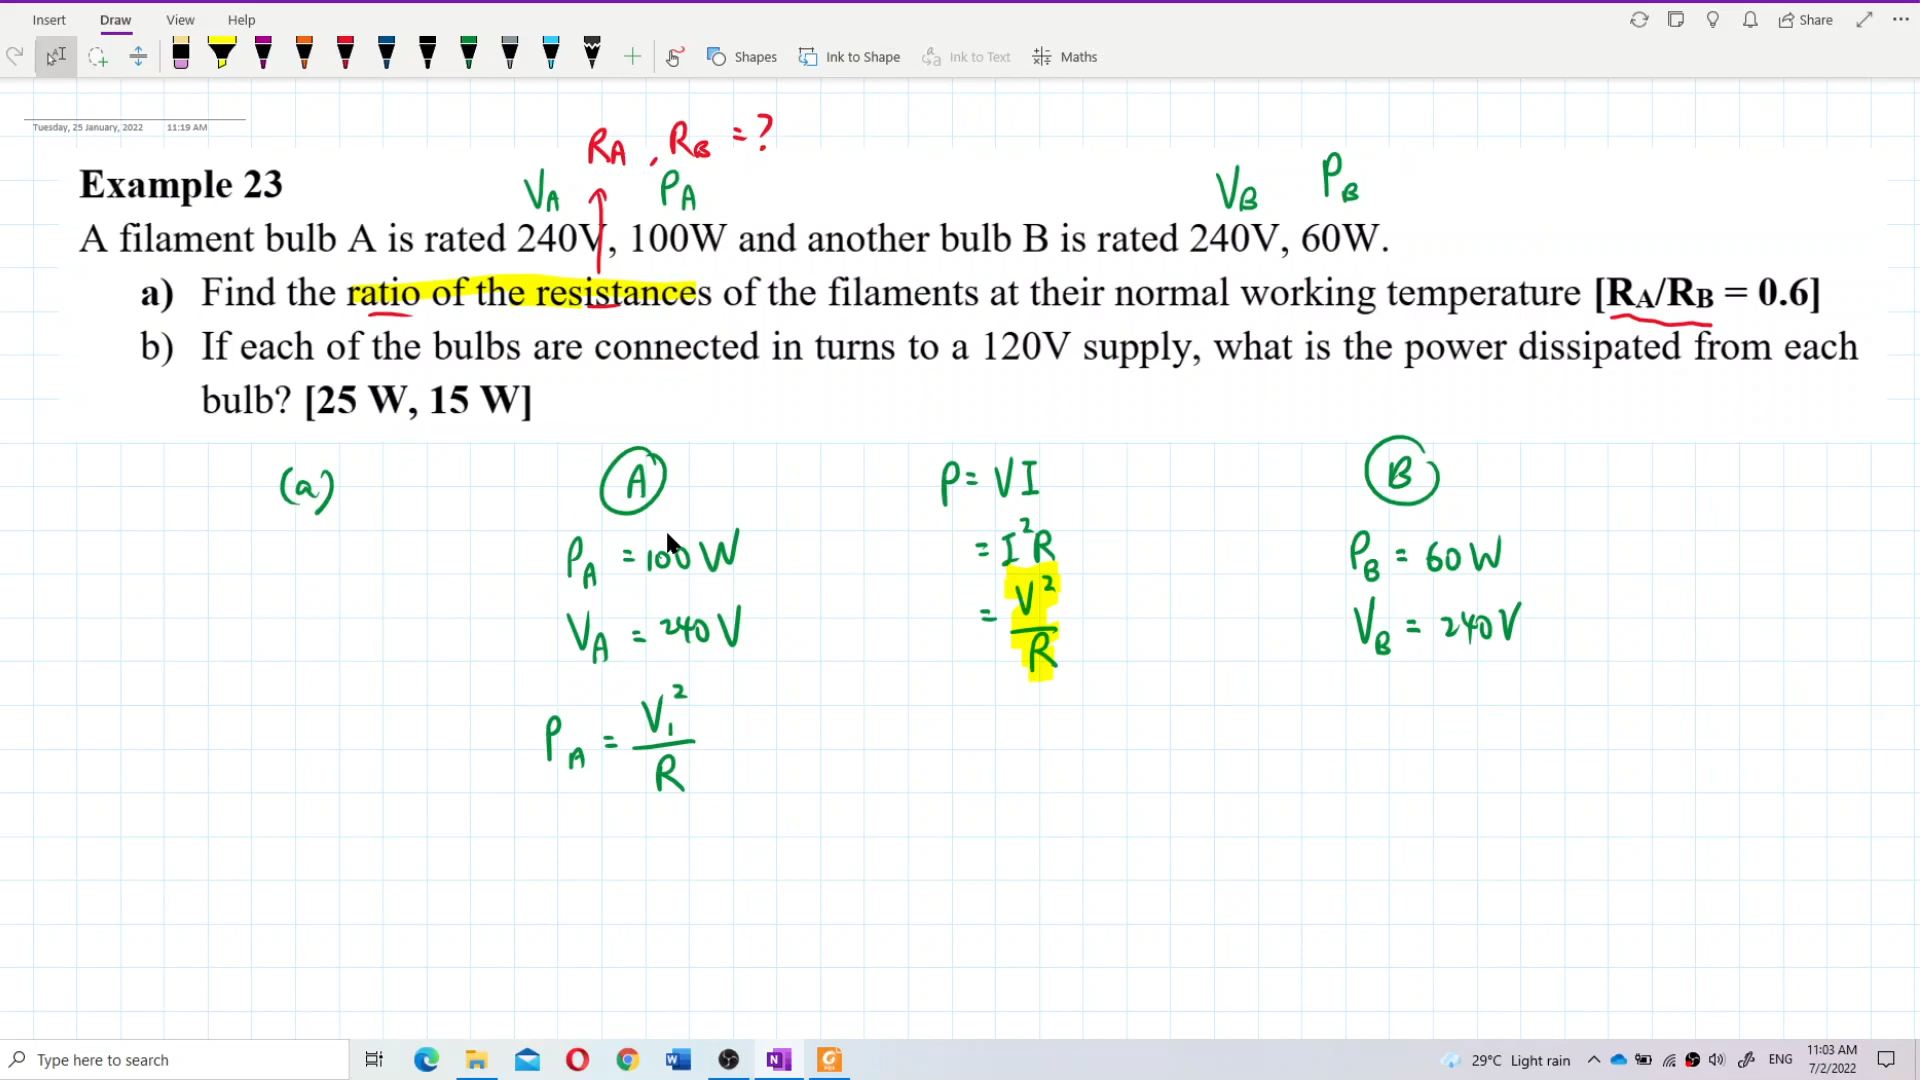 Insert Draw View Help
Share
Shapes Ink to Shape Ink to Text Maths
Tuesday, 25 January, 2022 11:19 AM
RA , RB = ?
VA PA VB PB
Example 23
A filament bulb A is rated 240V, 100W and another bulb B is rated 240V, 60W.
a) Find the ratio of the resistances of the filaments at their normal working temperature [RA/RB = 0.6]
b) If each of the bulbs are connected in turns to a 120V supply, what is the power dissipated from each
bulb? [25 W, 15 W]
(a) A P = VI B
PA = 100 W = I²R PB = 60 W
VA = 240 V = V²/R VB = 240V
PA = V₁²/R
Type here to search
29°C Light rain
ENG
11:03 AM
7/2/2022